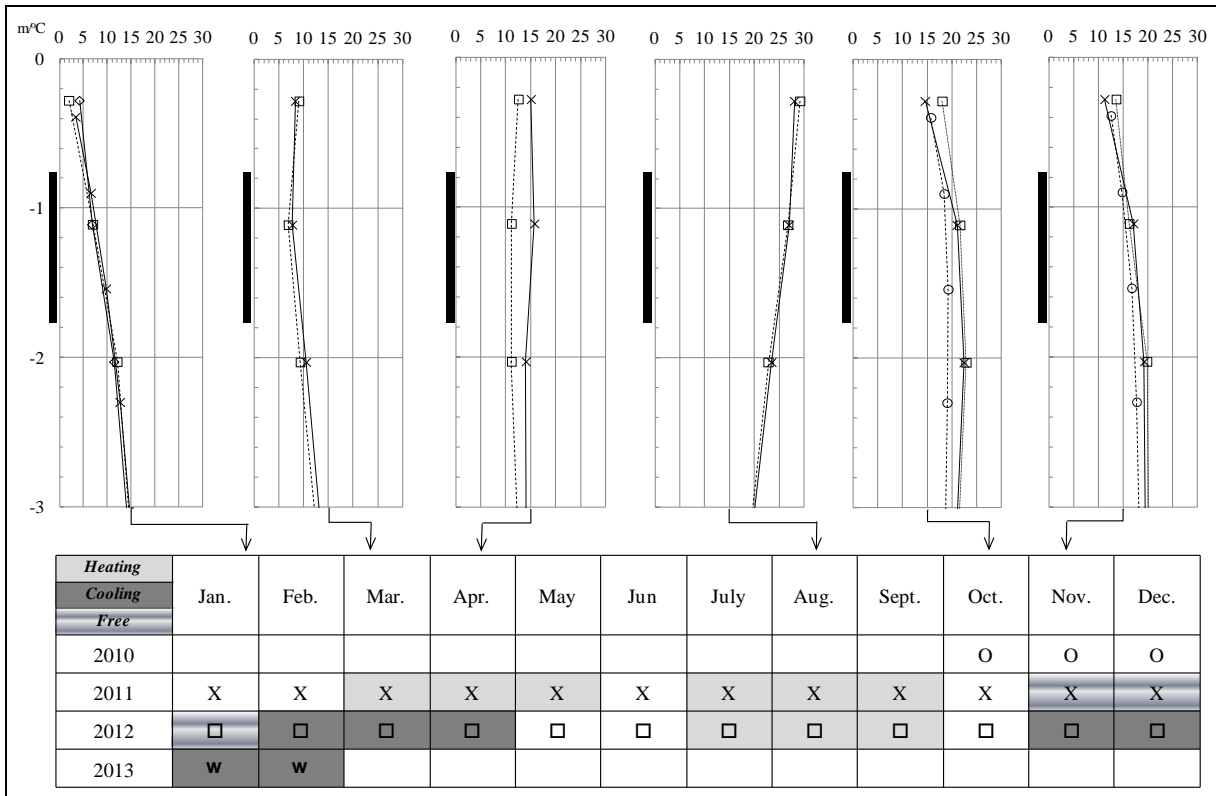 m/ºC 0 5 10 15 20 25 30 0 5 10 15 20 25 30 0 5 10 15 20 25 30 0 5 10 15 20 25 30 0 5 10 15 20 25 30 0 5 10 15 20 25 30
0
-1
-2
-3
Heating
Cooling
Free
Jan. Feb. Mar. Apr. May Jun July Aug. Sept. Oct. Nov. Dec.
2010 O O O
2011 X X X X X X X X X X X X
2012 □ □ □ □ □ □ □ □ □ □ □ □
2013 w w